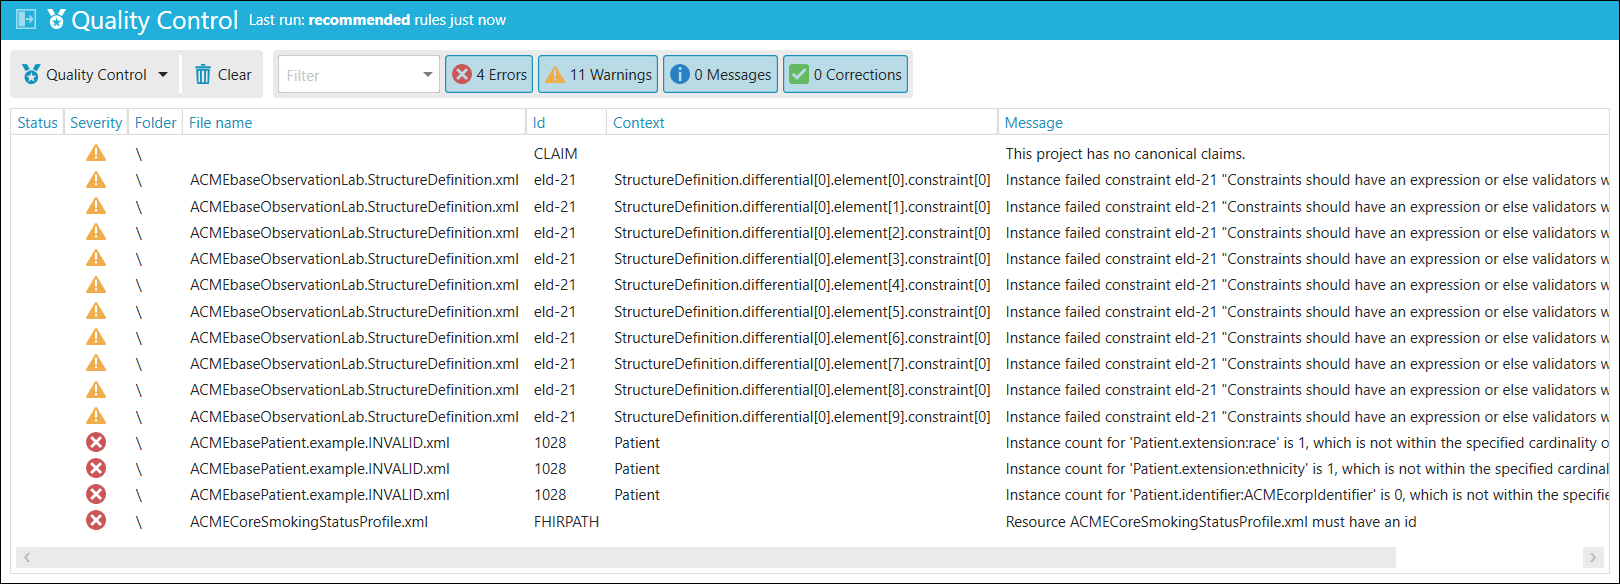 Quality Control Last run: recommended rules just now
Quality Control Clear Filter 4 Errors 11 Warnings 0 Messages 0 Corrections
Status Severity Folder File name Id Context Message
\ CLAIM This project has no canonical claims.
\ ACMEbaseObservationLab.StructureDefinition.xml eld-21 StructureDefinition.differential[0].element[0].constraint[0] Instance failed constraint eld-21 "Constraints should have an expression or else validators w
\ ACMEbaseObservationLab.StructureDefinition.xml eld-21 StructureDefinition.differential[0].element[1].constraint[0] Instance failed constraint eld-21 "Constraints should have an expression or else validators w
\ ACMEbaseObservationLab.StructureDefinition.xml eld-21 StructureDefinition.differential[0].element[2].constraint[0] Instance failed constraint eld-21 "Constraints should have an expression or else validators w
\ ACMEbaseObservationLab.StructureDefinition.xml eld-21 StructureDefinition.differential[0].element[3].constraint[0] Instance failed constraint eld-21 "Constraints should have an expression or else validators w
\ ACMEbaseObservationLab.StructureDefinition.xml eld-21 StructureDefinition.differential[0].element[4].constraint[0] Instance failed constraint eld-21 "Constraints should have an expression or else validators w
\ ACMEbaseObservationLab.StructureDefinition.xml eld-21 StructureDefinition.differential[0].element[5].constraint[0] Instance failed constraint eld-21 "Constraints should have an expression or else validators w
\ ACMEbaseObservationLab.StructureDefinition.xml eld-21 StructureDefinition.differential[0].element[6].constraint[0] Instance failed constraint eld-21 "Constraints should have an expression or else validators w
\ ACMEbaseObservationLab.StructureDefinition.xml eld-21 StructureDefinition.differential[0].element[7].constraint[0] Instance failed constraint eld-21 "Constraints should have an expression or else validators w
\ ACMEbaseObservationLab.StructureDefinition.xml eld-21 StructureDefinition.differential[0].element[8].constraint[0] Instance failed constraint eld-21 "Constraints should have an expression or else validators w
\ ACMEbaseObservationLab.StructureDefinition.xml eld-21 StructureDefinition.differential[0].element[9].constraint[0] Instance failed constraint eld-21 "Constraints should have an expression or else validators w
\ ACMEbasePatient.example.INVALID.xml 1028 Patient Instance count for 'Patient.extension:race' is 1, which is not within the specified cardinality o
\ ACMEbasePatient.example.INVALID.xml 1028 Patient Instance count for 'Patient.extension:ethnicity' is 1, which is not within the specified cardinal
\ ACMEbasePatient.example.INVALID.xml 1028 Patient Instance count for 'Patient.identifier:ACMEcorpIdentifier' is 0, which is not within the specifie
\ ACMECoreSmokingStatusProfile.xml FHIRPATH Resource ACMECoreSmokingStatusProfile.xml must have an id